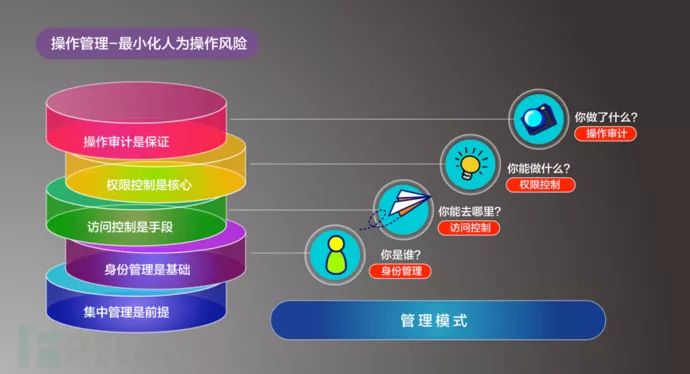 操作管理–最小化人为操作风险
操作审计是保证
权限控制是核心
访问控制是手段
身份管理是基础
集中管理是前提
你做了什么?
操作审计
你能做什么?
权限控制
你能去哪里?
访问控制
你是谁?
身份管理
管理模式